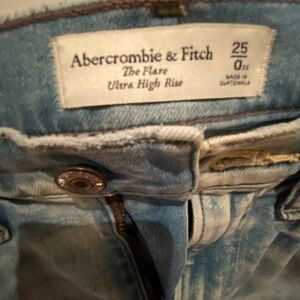 Abercrombie & Fitch
The Flare
Ultra High Rise
25
0
MADE IN
GUATEMALA